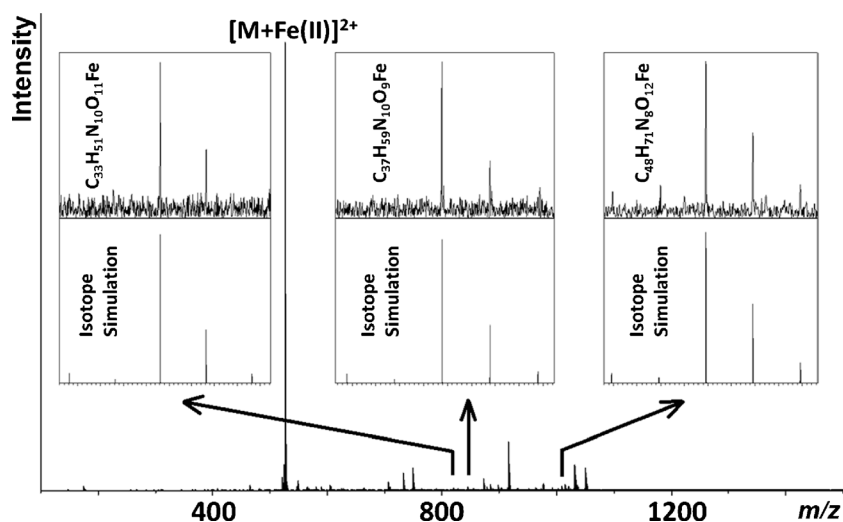 [M+Fe(II)]²⁺
Intensity
C₃₃H₅₁N₁₀O₁₁Fe
C₃₇H₅₉N₁₀O₉Fe
C₄₈H₇₁N₈O₁₂Fe
Isotope
Simulation
Isotope
Simulation
Isotope
Simulation
400
800
1200
m/z